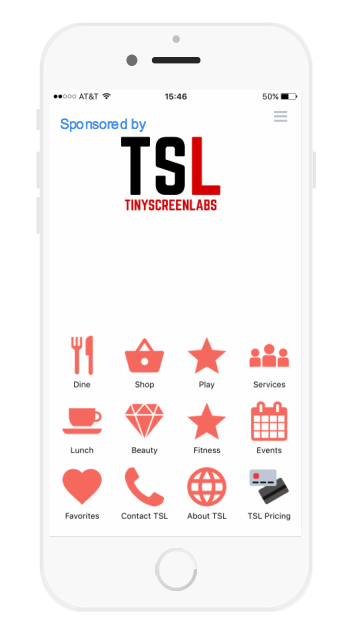 AT&T 15:46 50%
Sponsored by
TSL
TINYSCREENLABS
Dine Shop Play Services
Lunch Beauty Fitness Events
Favorites Contact TSL About TSL TSL Pricing